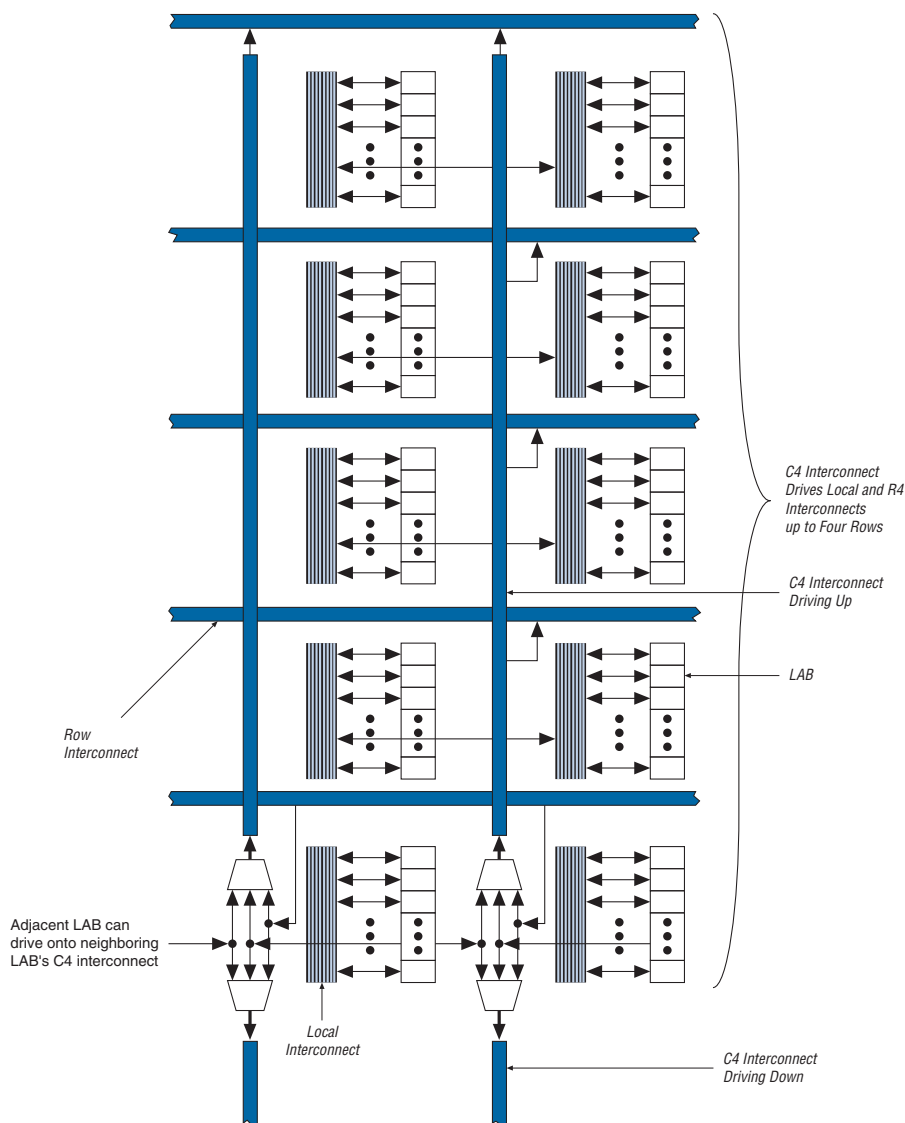 C4 Interconnect
Drives Local and R4
Interconnects
up to Four Rows
C4 Interconnect
Driving Up
LAB
Row
Interconnect
Adjacent LAB can
drive onto neighboring
LAB's C4 interconnect
Local
Interconnect
C4 Interconnect
Driving Down